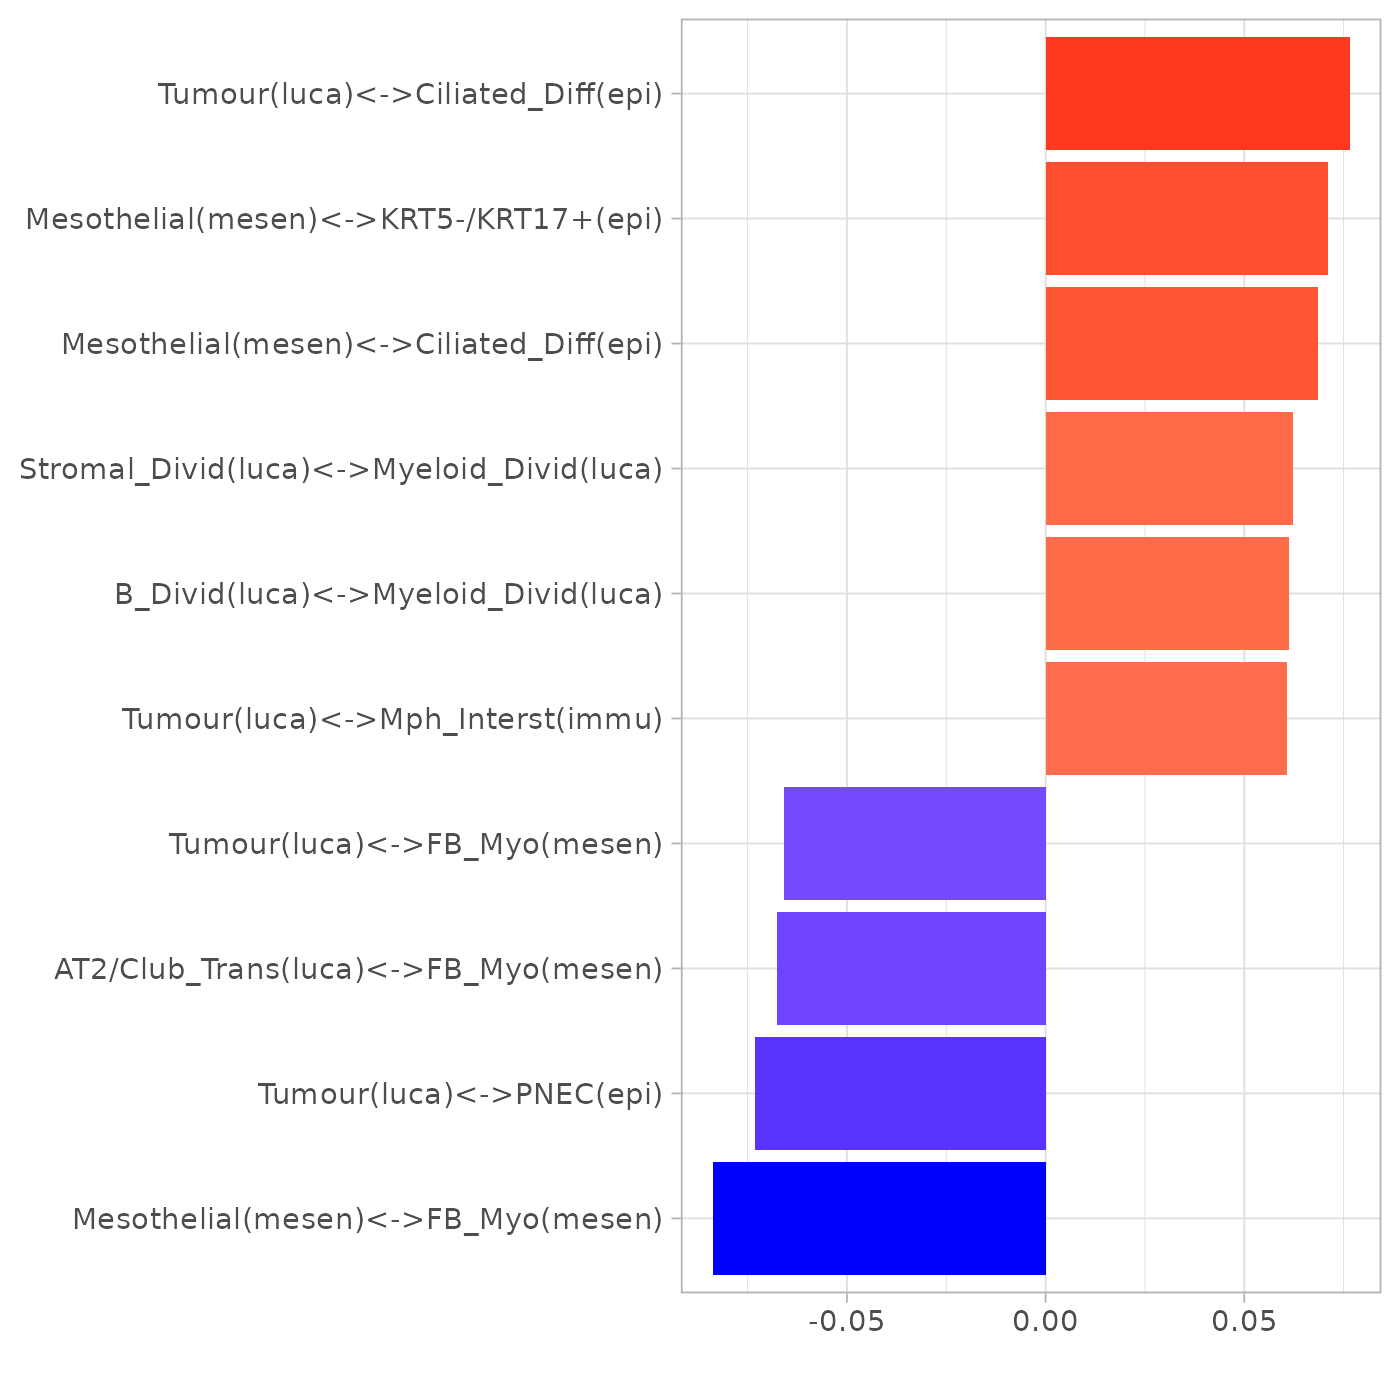 Tumour(luca)<->Ciliated_Diff(epi)
Mesothelial(mesen)<->KRT5-/KRT17+(epi)
Mesothelial(mesen)<->Ciliated_Diff(epi)
Stromal_Divid(luca)<->Myeloid_Divid(luca)
B_Divid(luca)<->Myeloid_Divid(luca)
Tumour(luca)<->Mph_Interst(immu)
Tumour(luca)<->FB_Myo(mesen)
AT2/Club_Trans(luca)<->FB_Myo(mesen)
Tumour(luca)<->PNEC(epi)
Mesothelial(mesen)<->FB_Myo(mesen)
-0.05 0.00 0.05